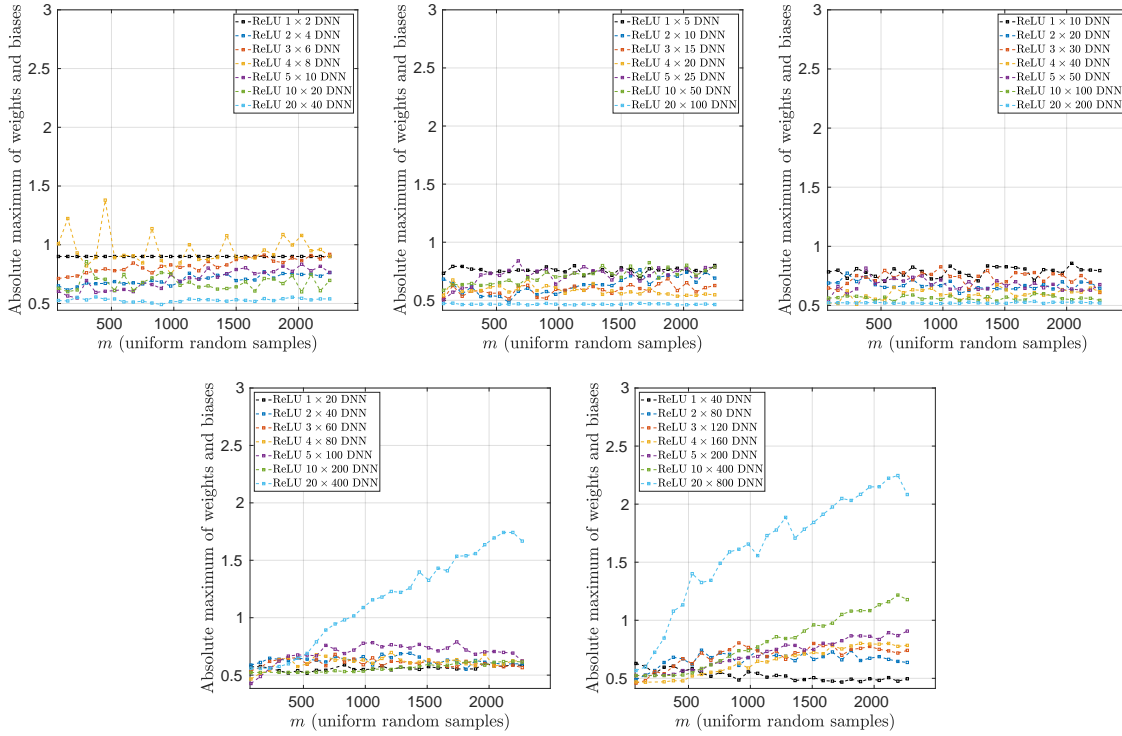 Absolute maximum of weights and biases
3
2.5
2
1.5
1
0.5
500
1000
1500
2000
m (uniform random samples)
ReLU 1 × 2 DNN
ReLU 2 × 4 DNN
ReLU 3 × 6 DNN
ReLU 4 × 8 DNN
ReLU 5 × 10 DNN
ReLU 10 × 20 DNN
ReLU 20 × 40 DNN
Absolute maximum of weights and biases
3
2.5
2
1.5
1
0.5
500
1000
1500
2000
m (uniform random samples)
ReLU 1 × 5 DNN
ReLU 2 × 10 DNN
ReLU 3 × 15 DNN
ReLU 4 × 20 DNN
ReLU 5 × 25 DNN
ReLU 10 × 50 DNN
ReLU 20 × 100 DNN
Absolute maximum of weights and biases
3
2.5
2
1.5
1
0.5
500
1000
1500
2000
m (uniform random samples)
ReLU 1 × 10 DNN
ReLU 2 × 20 DNN
ReLU 3 × 30 DNN
ReLU 4 × 40 DNN
ReLU 5 × 50 DNN
ReLU 10 × 100 DNN
ReLU 20 × 200 DNN
Absolute maximum of weights and biases
3
2.5
2
1.5
1
0.5
500
1000
1500
2000
m (uniform random samples)
ReLU 1 × 20 DNN
ReLU 2 × 40 DNN
ReLU 3 × 60 DNN
ReLU 4 × 80 DNN
ReLU 5 × 100 DNN
ReLU 10 × 200 DNN
ReLU 20 × 400 DNN
Absolute maximum of weights and biases
3
2.5
2
1.5
1
0.5
500
1000
1500
2000
m (uniform random samples)
ReLU 1 × 40 DNN
ReLU 2 × 80 DNN
ReLU 3 × 120 DNN
ReLU 4 × 160 DNN
ReLU 5 × 200 DNN
ReLU 10 × 400 DNN
ReLU 20 × 800 DNN